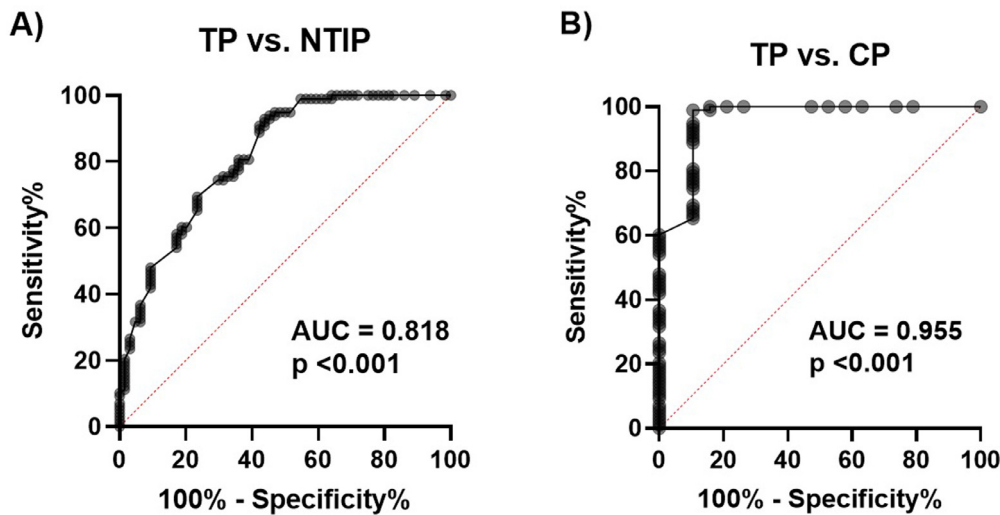 A)
TP vs. NTIP
100
80
60
40
20
0
Sensitivity%
AUC = 0.818
p <0.001
0 20 40 60 80 100
100% - Specificity%
B)
TP vs. CP
100
80
60
40
20
0
Sensitivity%
AUC = 0.955
p <0.001
0 20 40 60 80 100
100% - Specificity%